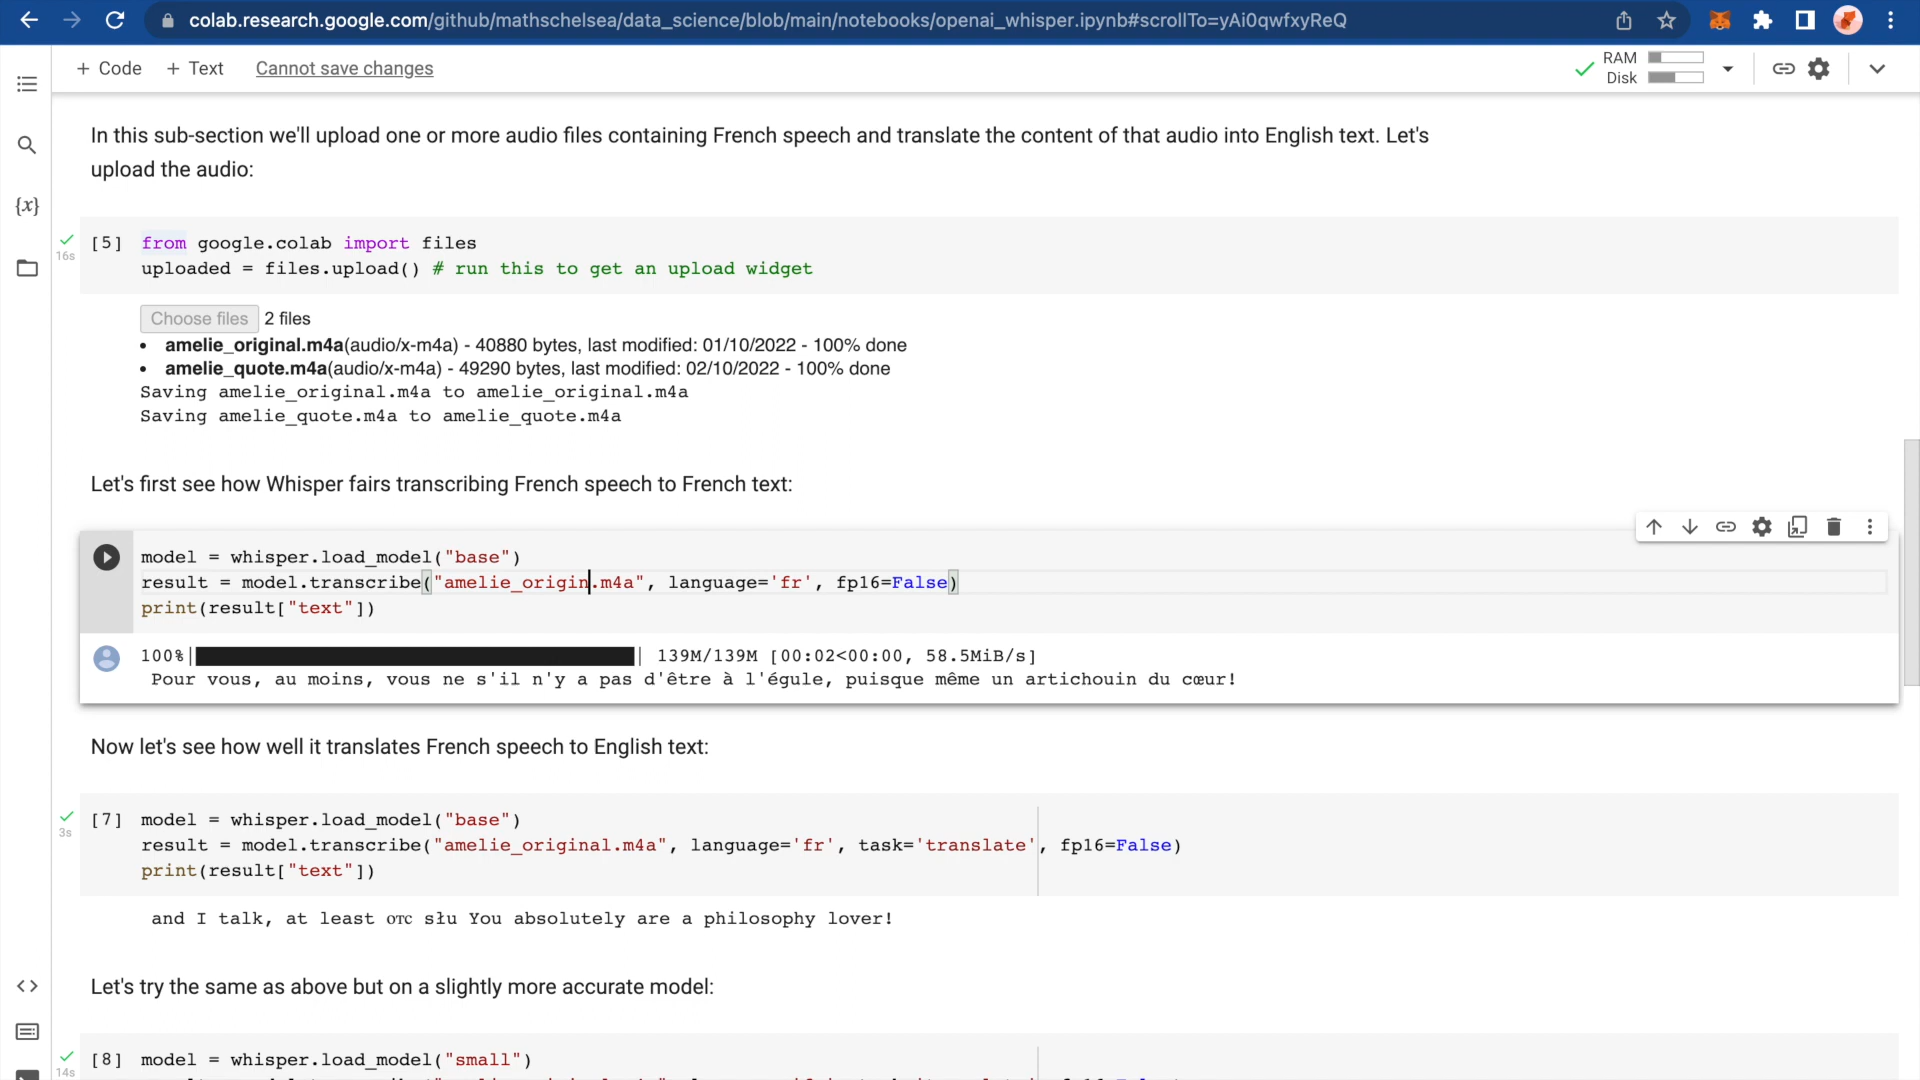 colab.research.google.com/github/mathschelsea/data_science/blob/main/notebooks/openai_whisper.ipynb#scrollTo=yAi0qwfxyReQ
+ Code + Text Cannot save changes
RAM
Disk
In this sub-section we'll upload one or more audio files containing French speech and translate the content of that audio into English text. Let's
upload the audio:
{x}
[5] from google.colab import files
16s
uploaded = files.upload() # run this to get an upload widget
Choose files 2 files
• amelie_original.m4a(audio/x-m4a) - 40880 bytes, last modified: 01/10/2022 - 100% done
• amelie_quote.m4a(audio/x-m4a) - 49290 bytes, last modified: 02/10/2022 - 100% done
Saving amelie_original.m4a to amelie_original.m4a
Saving amelie_quote.m4a to amelie_quote.m4a
Let's first see how Whisper fairs transcribing French speech to French text:
model = whisper.load_model("base")
result = model.transcribe("amelie_origin.m4a", language='fr', fp16=False)
print(result["text"])
100%| | 139M/139M [00:02<00:00, 58.5MiB/s]
Pour vous, au moins, vous ne s'il n'y a pas d'être à l'égule, puisque même un artichouin du cœur!
Now let's see how well it translates French speech to English text:
[7] model = whisper.load_model("base")
3s
result = model.transcribe("amelie_original.m4a", language='fr', task='translate', fp16=False)
print(result["text"])
and I talk, at least отс słu You absolutely are a philosophy lover!
Let's try the same as above but on a slightly more accurate model:
[8] model = whisper.load_model("small")
14s